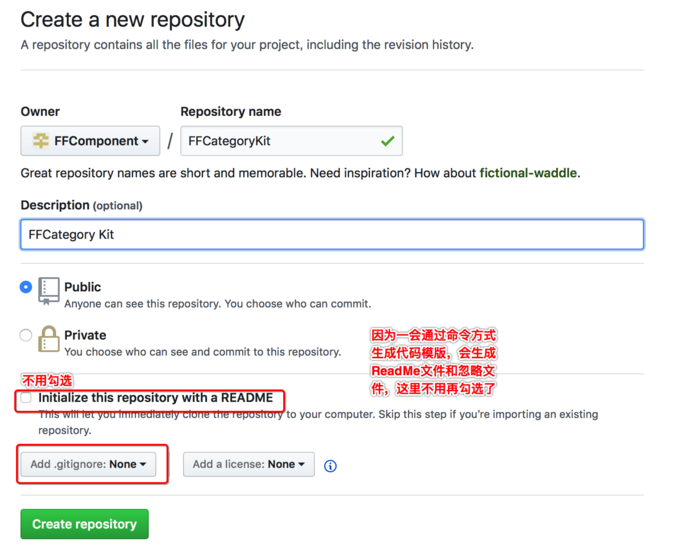 Create a new repository
A repository contains all the files for your project, including the revision history.
Owner
Repository name
FFComponent
/
FFCategoryKit
Great repository names are short and memorable. Need inspiration? How about fictional-waddle.
Description (optional)
FFCategory Kit
Public
Anyone can see this repository. You choose who can commit.
Private
You choose who can see and commit to this repository.
因为一会通过命令方式
生成代码模版，会生成
ReadMe文件和忽略文
件，这里不用再勾选了
不用勾选
Initialize this repository with a README
This will let you immediately clone the repository to your computer. Skip this step if you're importing an existing
repository.
Add .gitignore: None
Add a license: None
Create repository